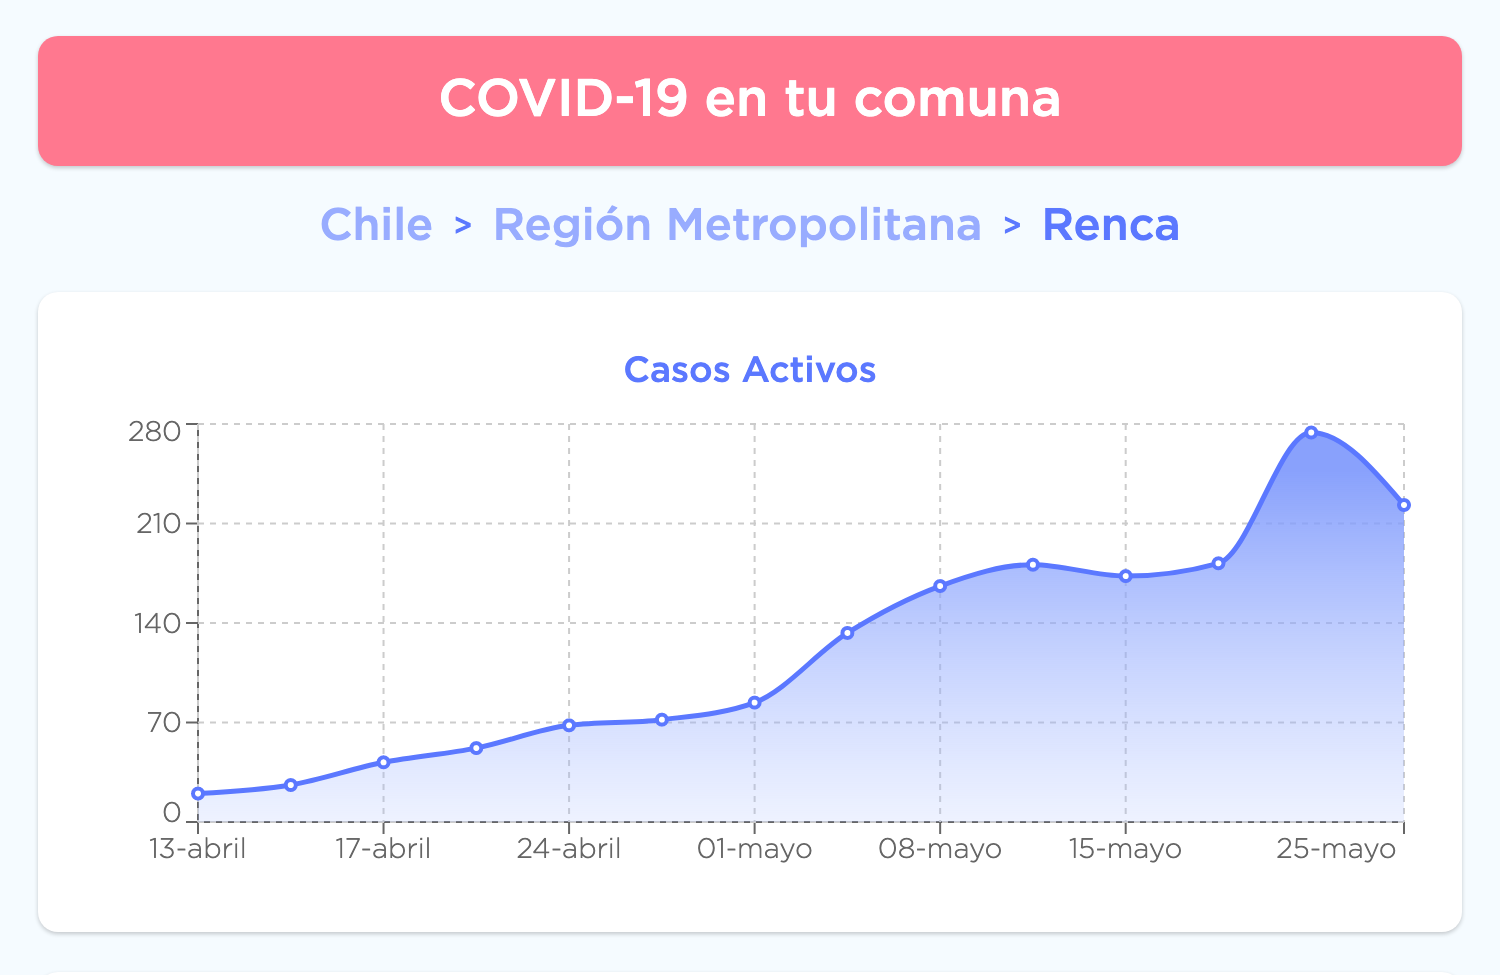 COVID-19 en tu comuna
Chile > Región Metropolitana > Renca
Casos Activos
280
210
140
70
0
13-abril 17-abril 24-abril 01-mayo 08-mayo 15-mayo 25-mayo